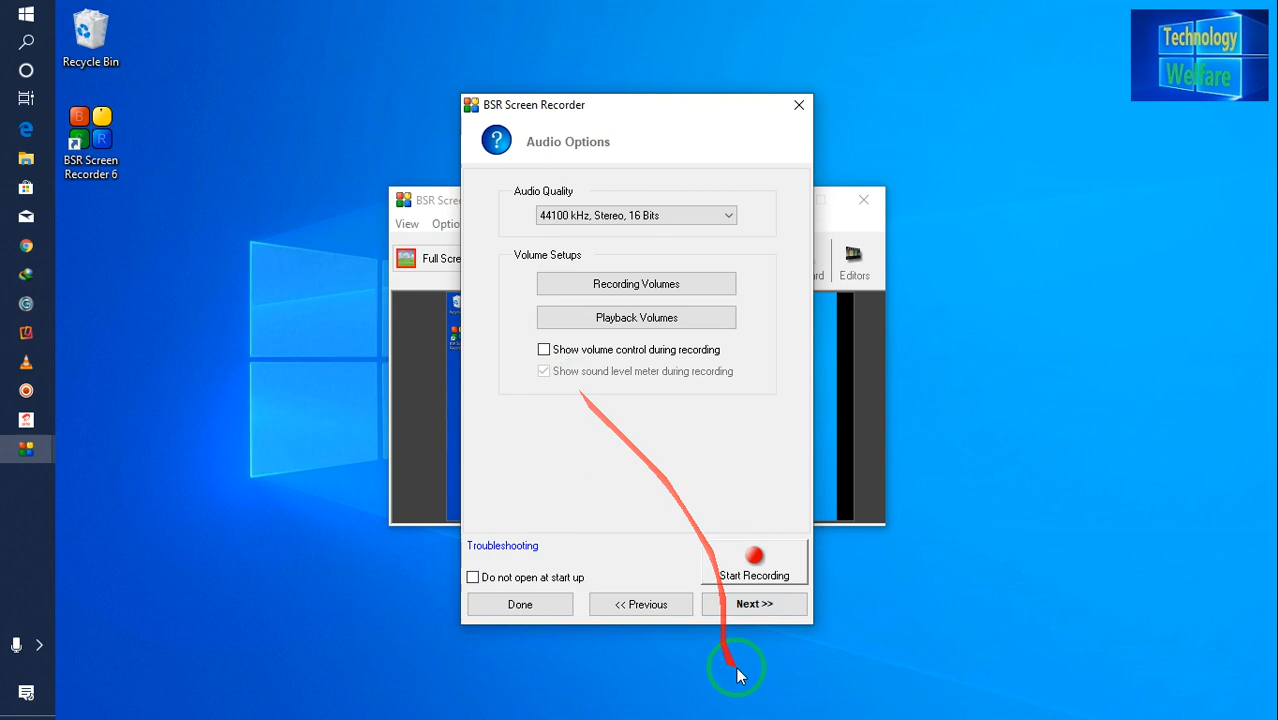 Recycle Bin
BSR Screen
Recorder 6
Technology
Welfare
BSR Screen Recorder
Audio Options
Audio Quality
44100 kHz, Stereo, 16 Bits
Volume Setups
Recording Volumes
Playback Volumes
Show volume control during recording
Show sound level meter during recording
Troubleshooting
Start Recording
Do not open at start up
Done
<< Previous
Next >>
View
Editors